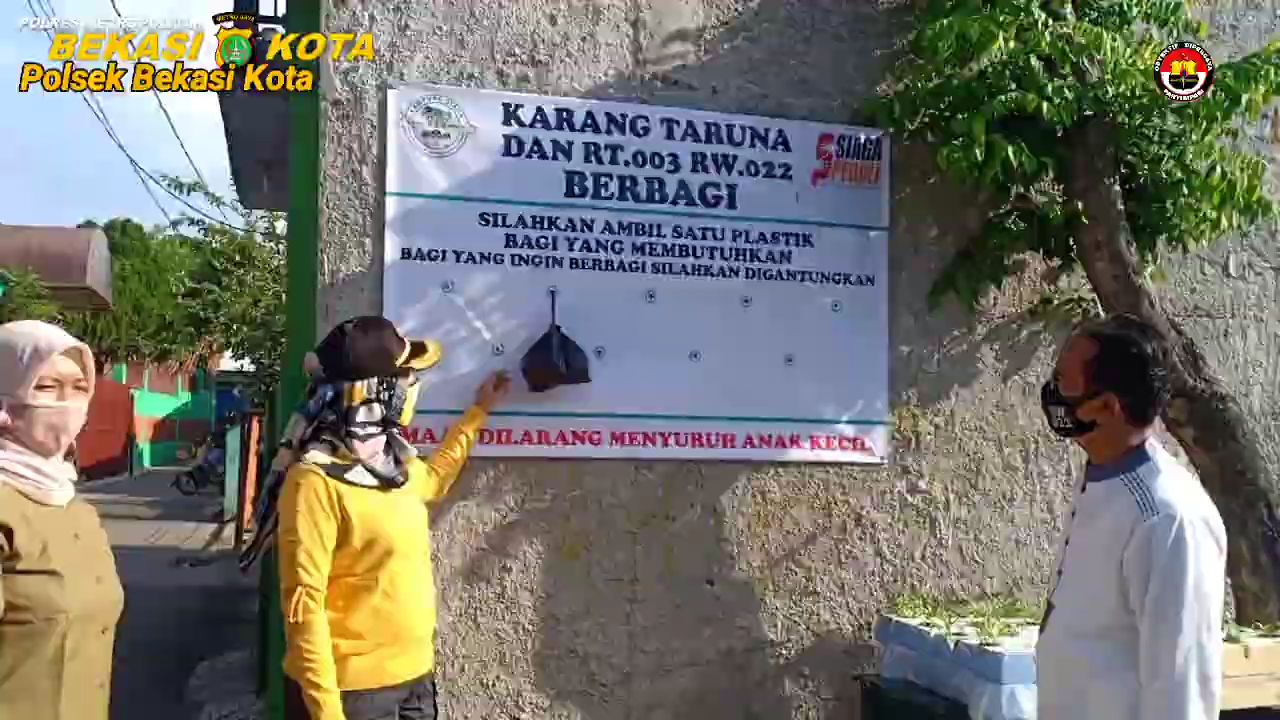 BEKASI KOTA
Polsek Bekasi Kota
KARANG TARUNA
DAN RT.003 RW.022
BERBAGI
SIAGA
PEDULI
SILAHKAN AMBIL SATU PLASTIK
BAGI YANG MEMBUTUHKAN
BAGI YANG INGIN BERBAGI SILAHKAN DIGANTUNGKAN
DILARANG MENYURUH ANAK KECIL